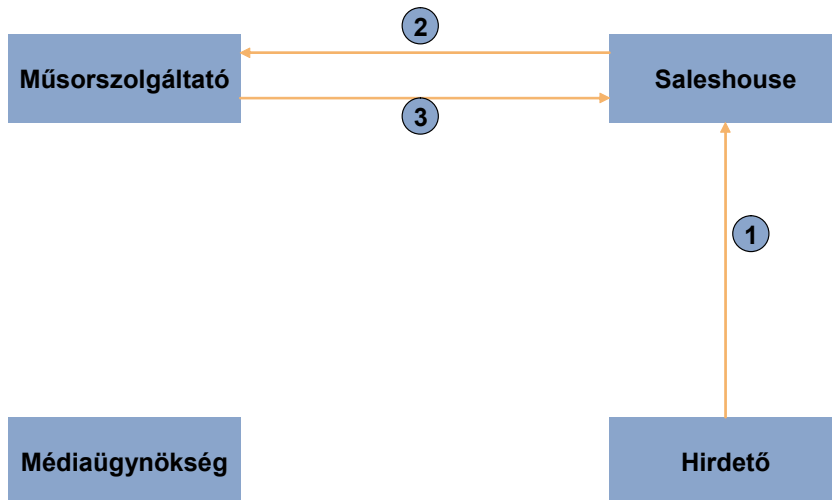 2
Műsorszolgáltató
Saleshouse
3
1
Médiaügynökség
Hirdető